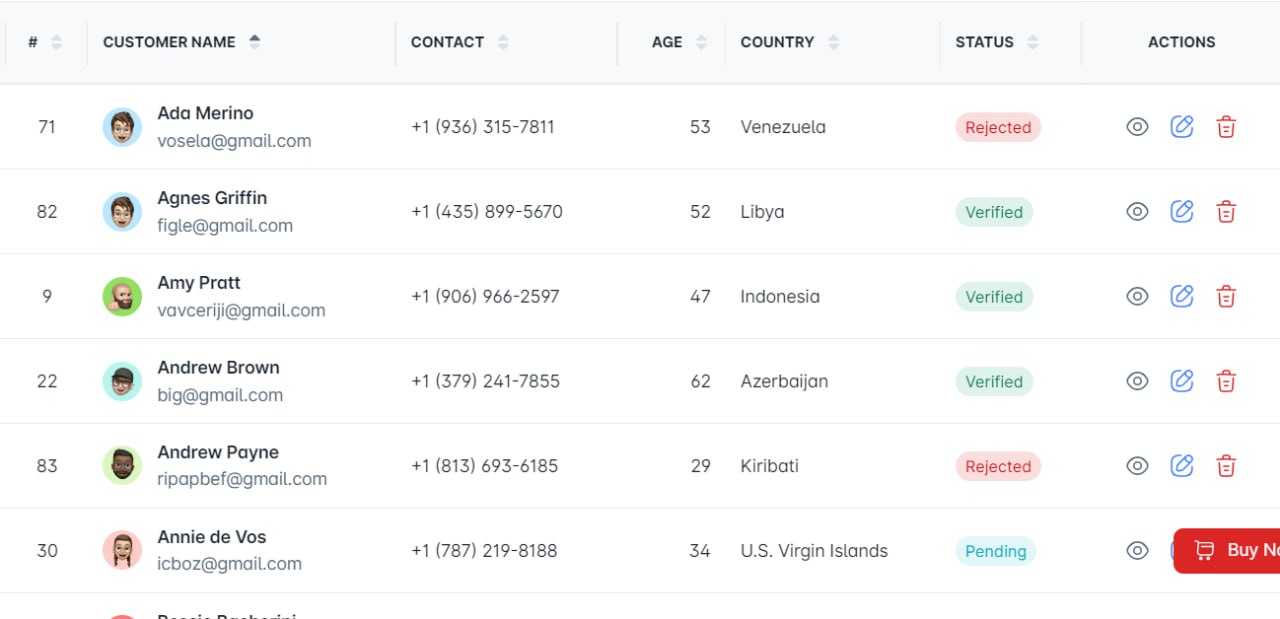 # CUSTOMER NAME CONTACT AGE COUNTRY STATUS ACTIONS
Ada Merino
71 +1 (936) 315-7811 53 Venezuela Rejected
vosela@gmail.com
Agnes Griffin
82 +1 (435) 899-5670 52 Libya Verified
figle@gmail.com
Amy Pratt
9 +1 (906) 966-2597 47 Indonesia Verified
vavceriji@gmail.com
Andrew Brown
22 +1 (379) 241-7855 62 Azerbaijan Verified
big@gmail.com
Andrew Payne
83 +1 (813) 693-6185 29 Kiribati Rejected
ripapbef@gmail.com
Annie de Vos
30 +1 (787) 219-8188 34 U.S. Virgin Islands Pending Buy
icboz@gmail.com